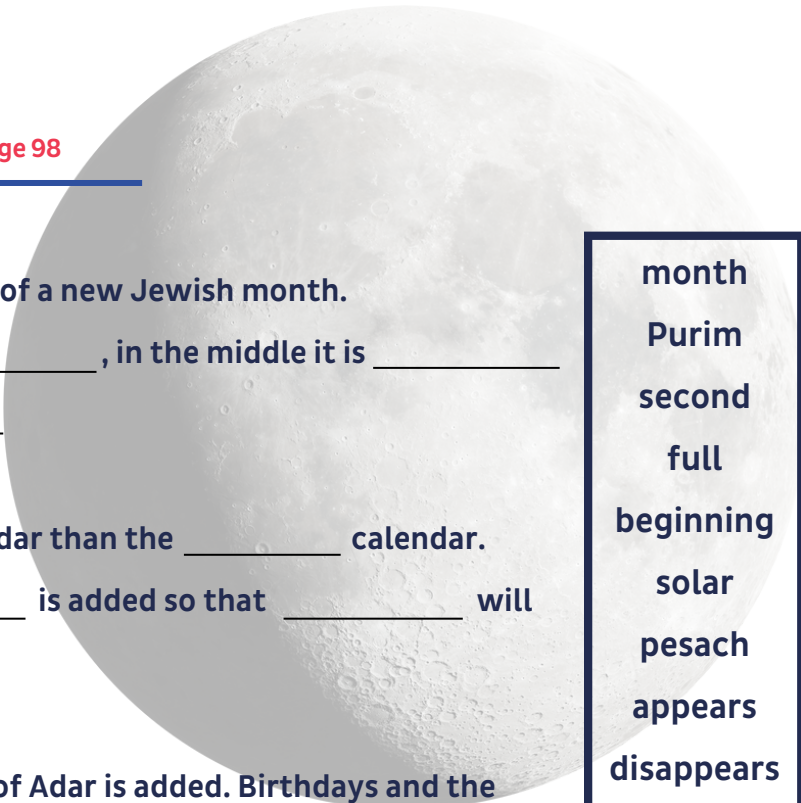 ge 98
of a new Jewish month.
, in the middle it is
dar than the calendar.
is added so that will
of Adar is added. Birthdays and the
month
Purim
second
full
beginning
solar
pesach
appears
disappears